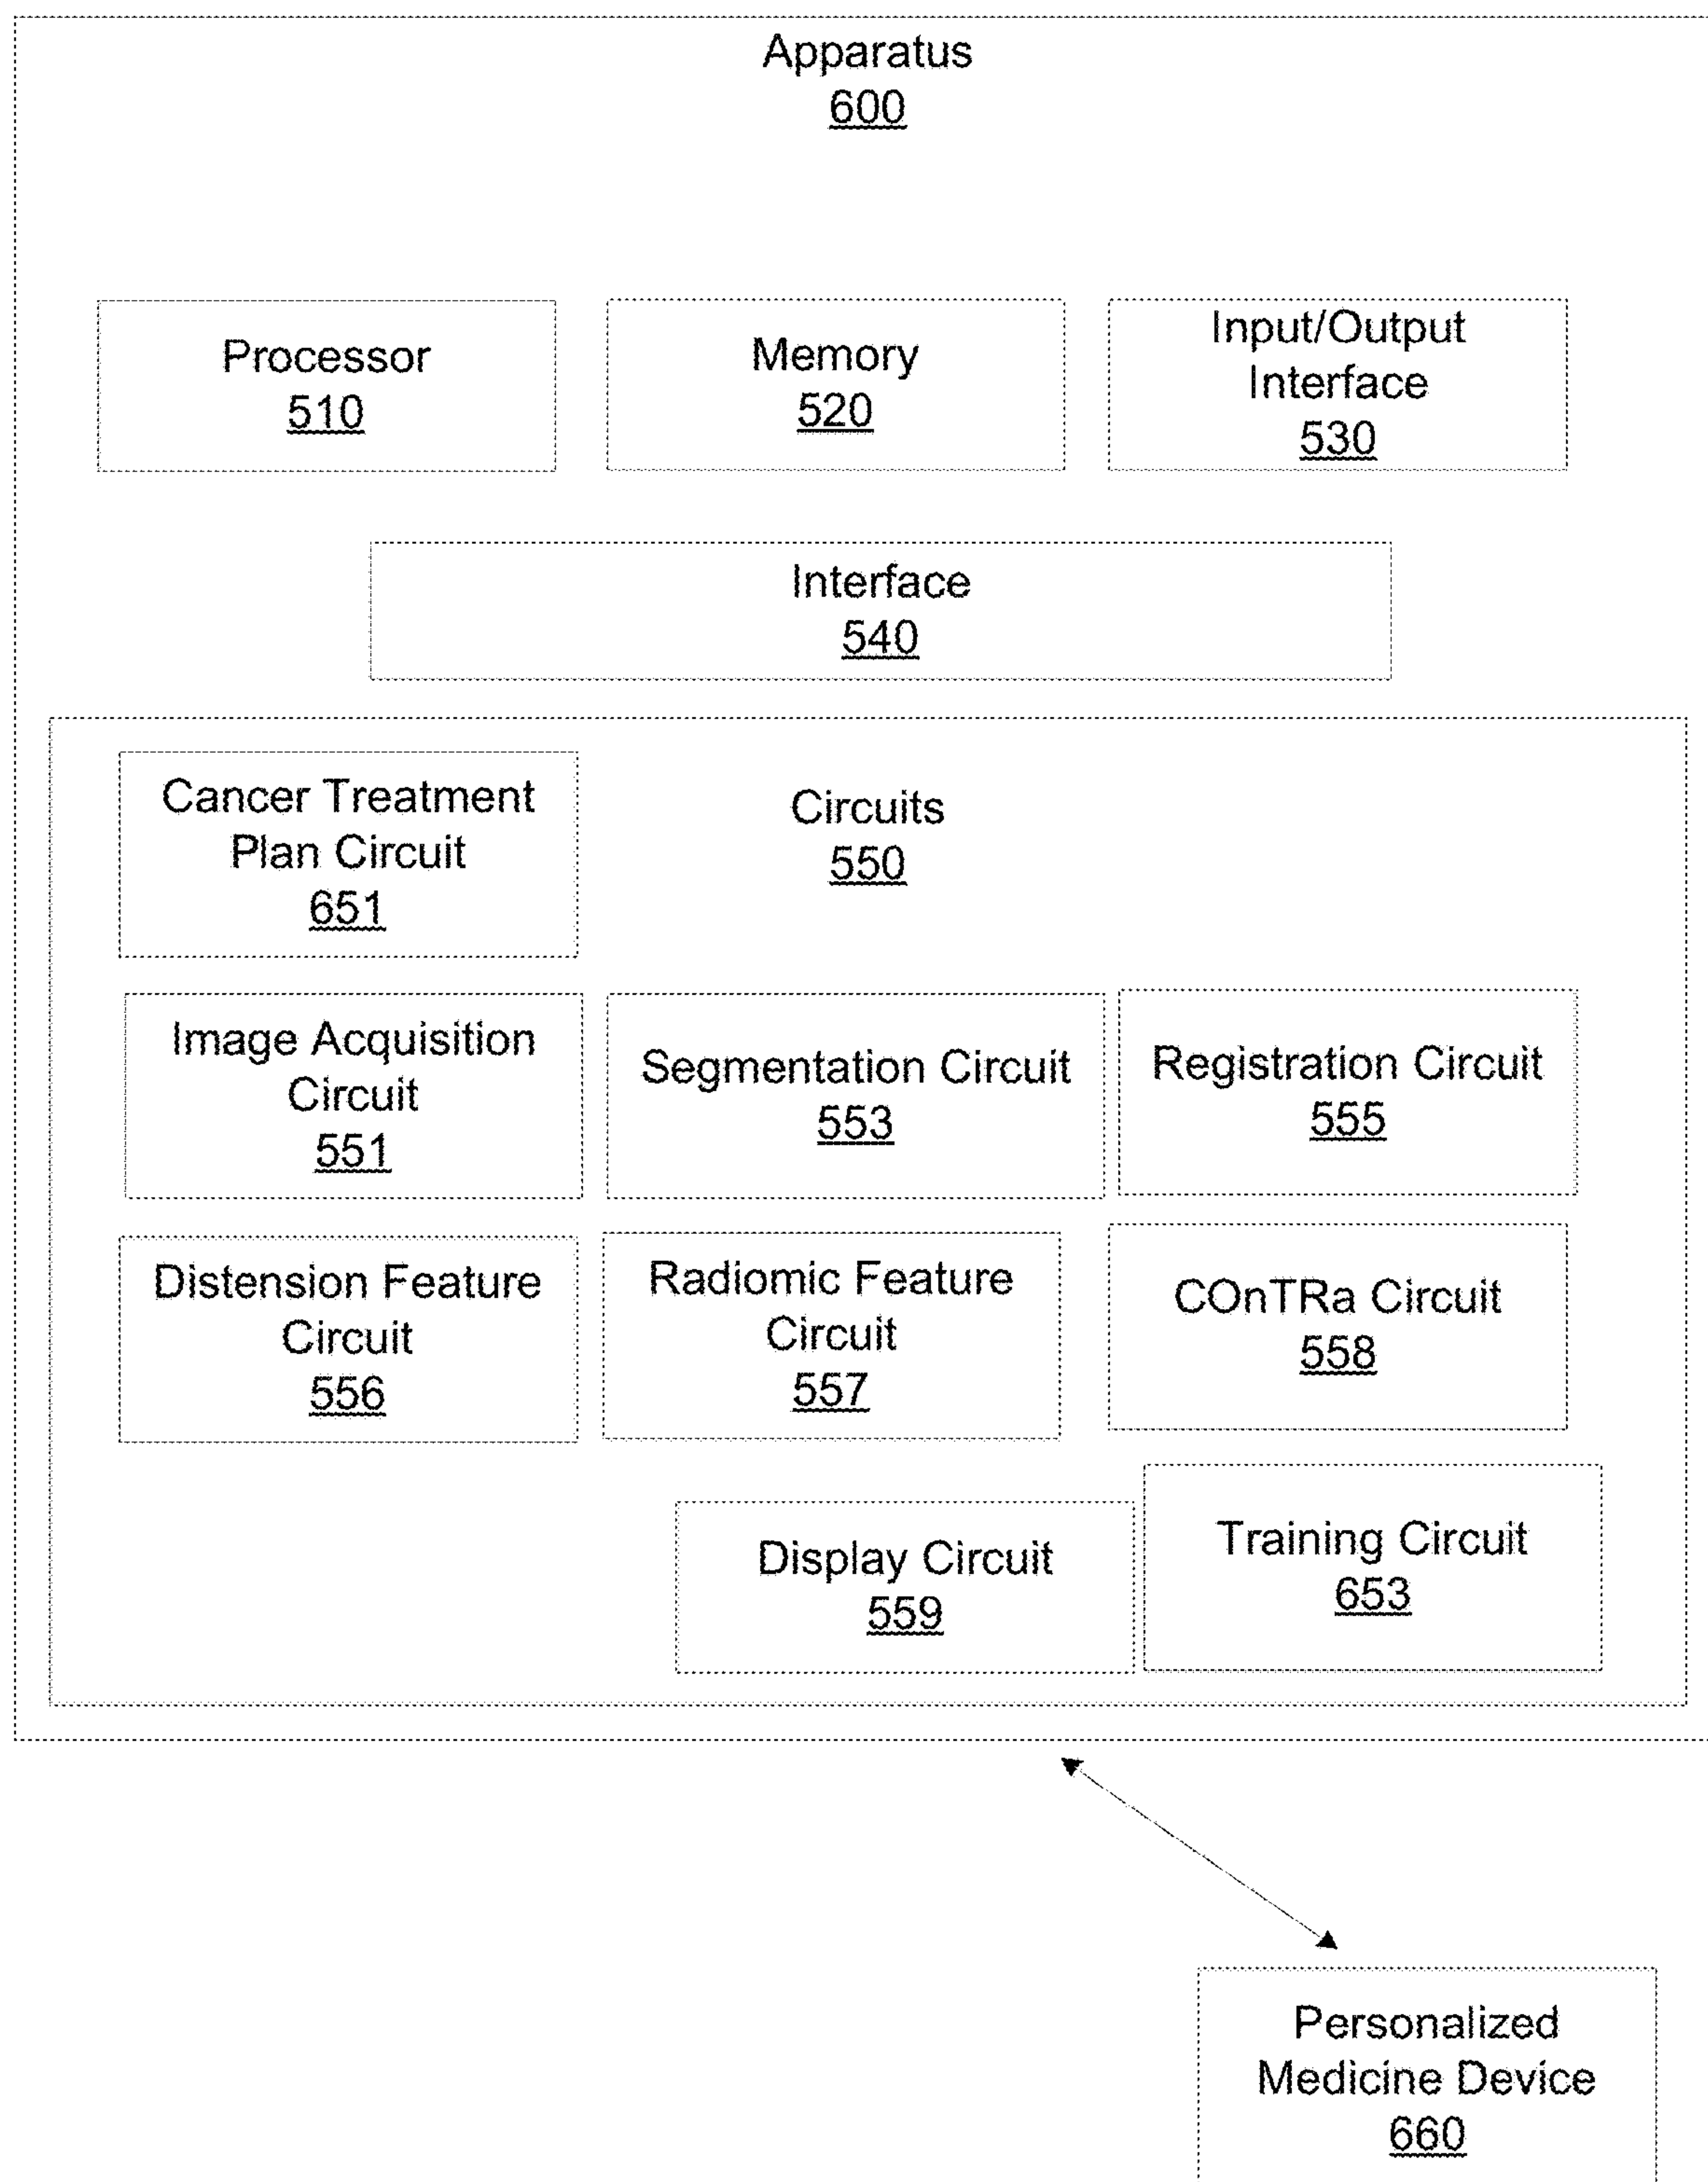 Apparatus
600
Processor
510
Memory
520
Input/Output
Interface
530
Interface
540
Cancer Treatment
Plan Circuit
651
Circuits
550
Image Acquisition
Circuit
551
Segmentation Circuit
553
Registration Circuit
555
Distension Feature
Circuit
556
Radiomic Feature
Circuit
557
COnTRa Circuit
558
Display Circuit
559
Training Circuit
653
Personalized
Medicine Device
660